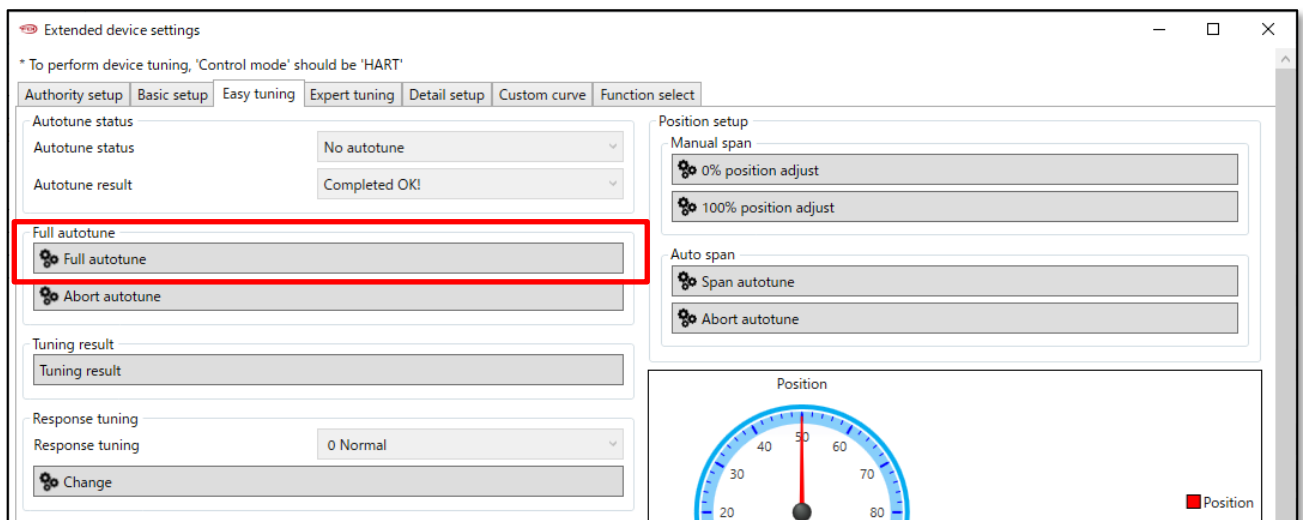 Extended device settings
* To perform device tuning, 'Control mode' should be 'HART'
Authority setup Basic setup Easy tuning Expert tuning Detail setup Custom curve Function select
Autotune status
Autotune status No autotune
Autotune result Completed OK!
Full autotune
Full autotune
Abort autotune
Tuning result
Tuning result
Response tuning
Response tuning 0 Normal
Change
Position setup
Manual span
0% position adjust
100% position adjust
Auto span
Span autotune
Abort autotune
Position
20
30
40
50
60
70
80
Position